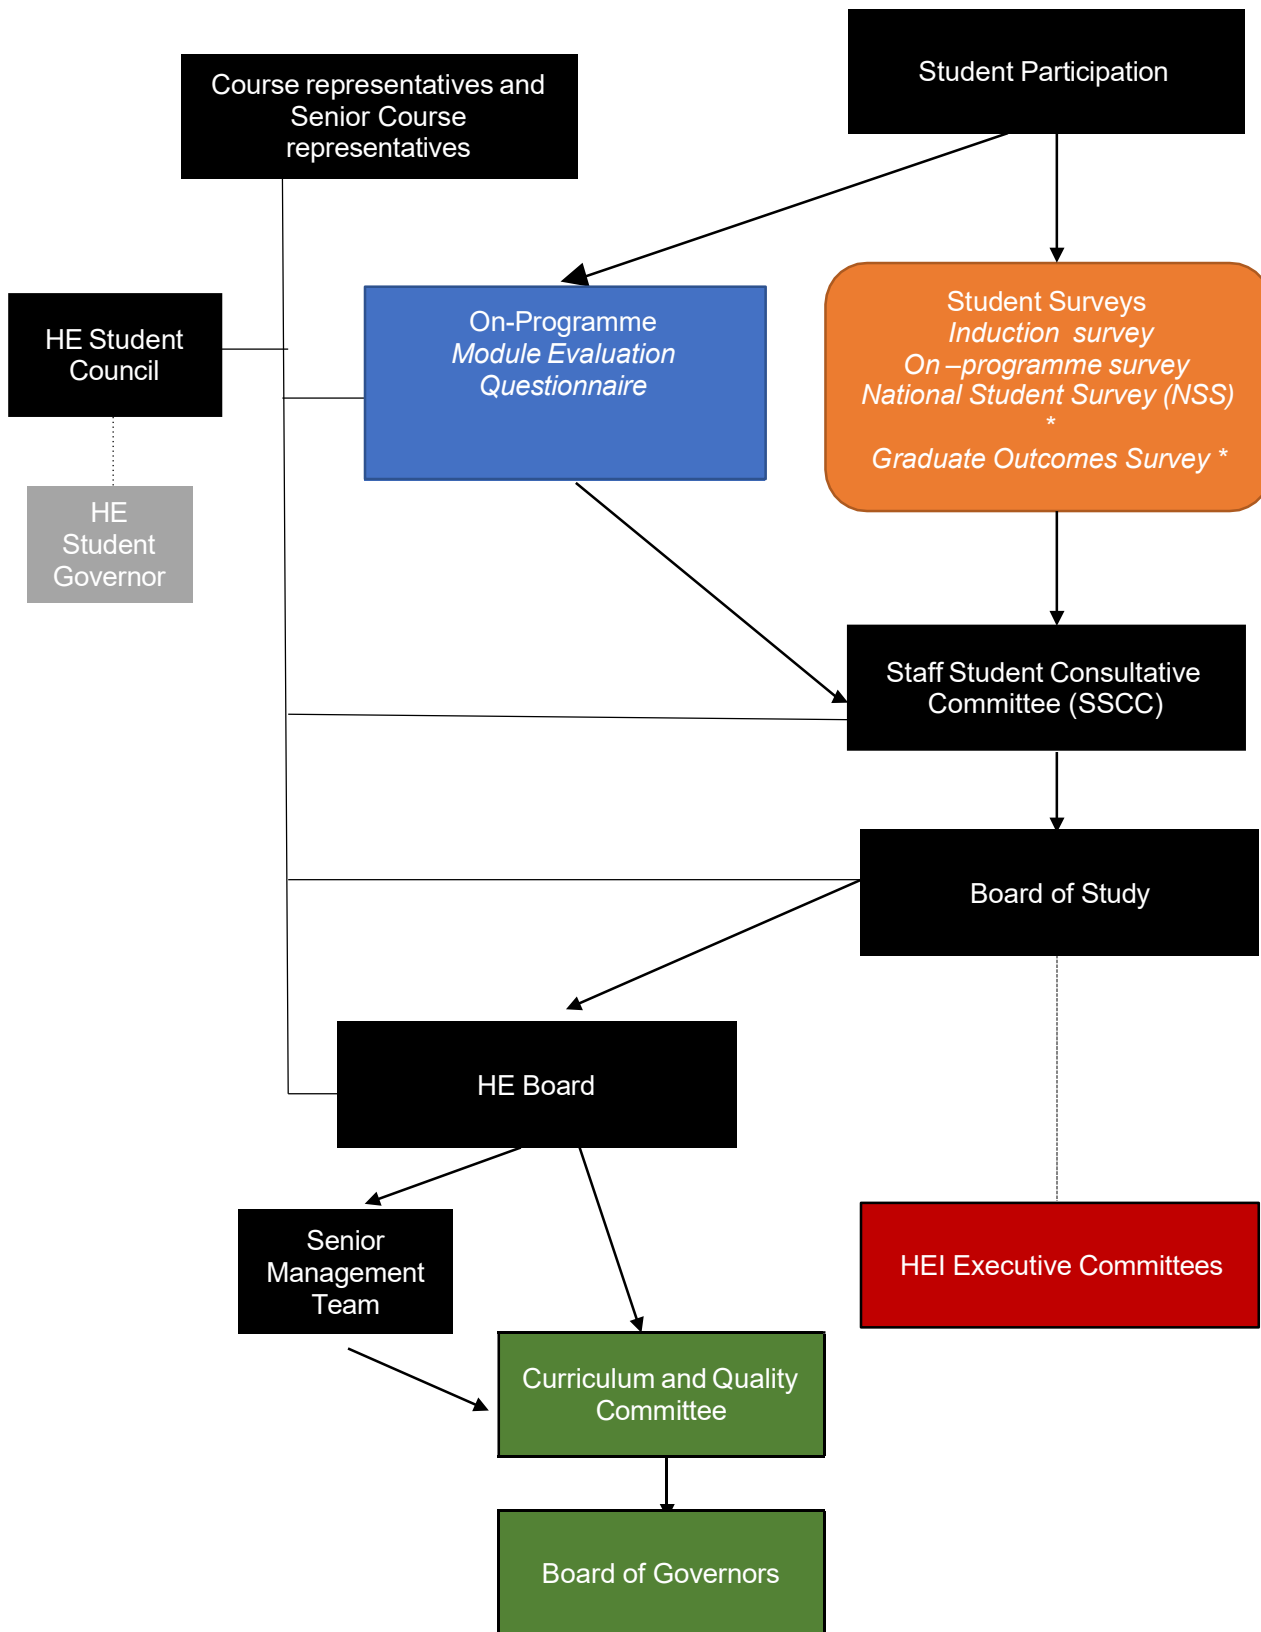 Student Participation
Course representatives and
Senior Course
representatives
HE Student
Council
On-Programme
Module Evaluation
Questionnaire
Student Surveys
Induction survey
On –programme survey
National Student Survey (NSS)
*
Graduate Outcomes Survey *
HE
Student
Governor
Staff Student Consultative
Committee (SSCC)
Board of Study
HE Board
Senior
Management
Team
HEI Executive Committees
Curriculum and Quality
Committee
Board of Governors